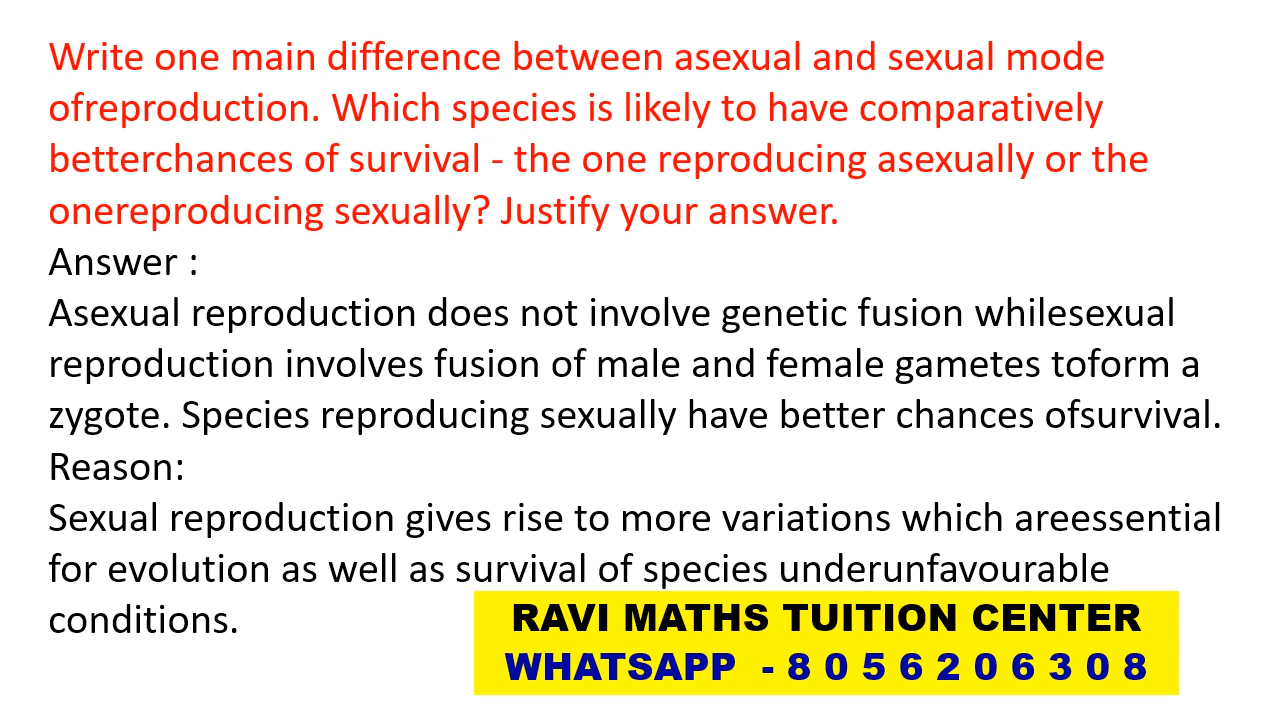 Write one main difference between asexual and sexual mode
ofreproduction. Which species is likely to have comparatively
betterchances of survival - the one reproducing asexually or the
onereproducing sexually? Justify your answer.
Answer :
Asexual reproduction does not involve genetic fusion whilesexual
reproduction involves fusion of male and female gametes toform a
zygote. Species reproducing sexually have better chances ofsurvival.
Reason:
Sexual reproduction gives rise to more variations which areessential
for evolution as well as survival of species underunfavourable
conditions.
RAVI MATHS TUITION CENTER
WHATSAPP - 8 0 5 6 2 0 6 3 0 8